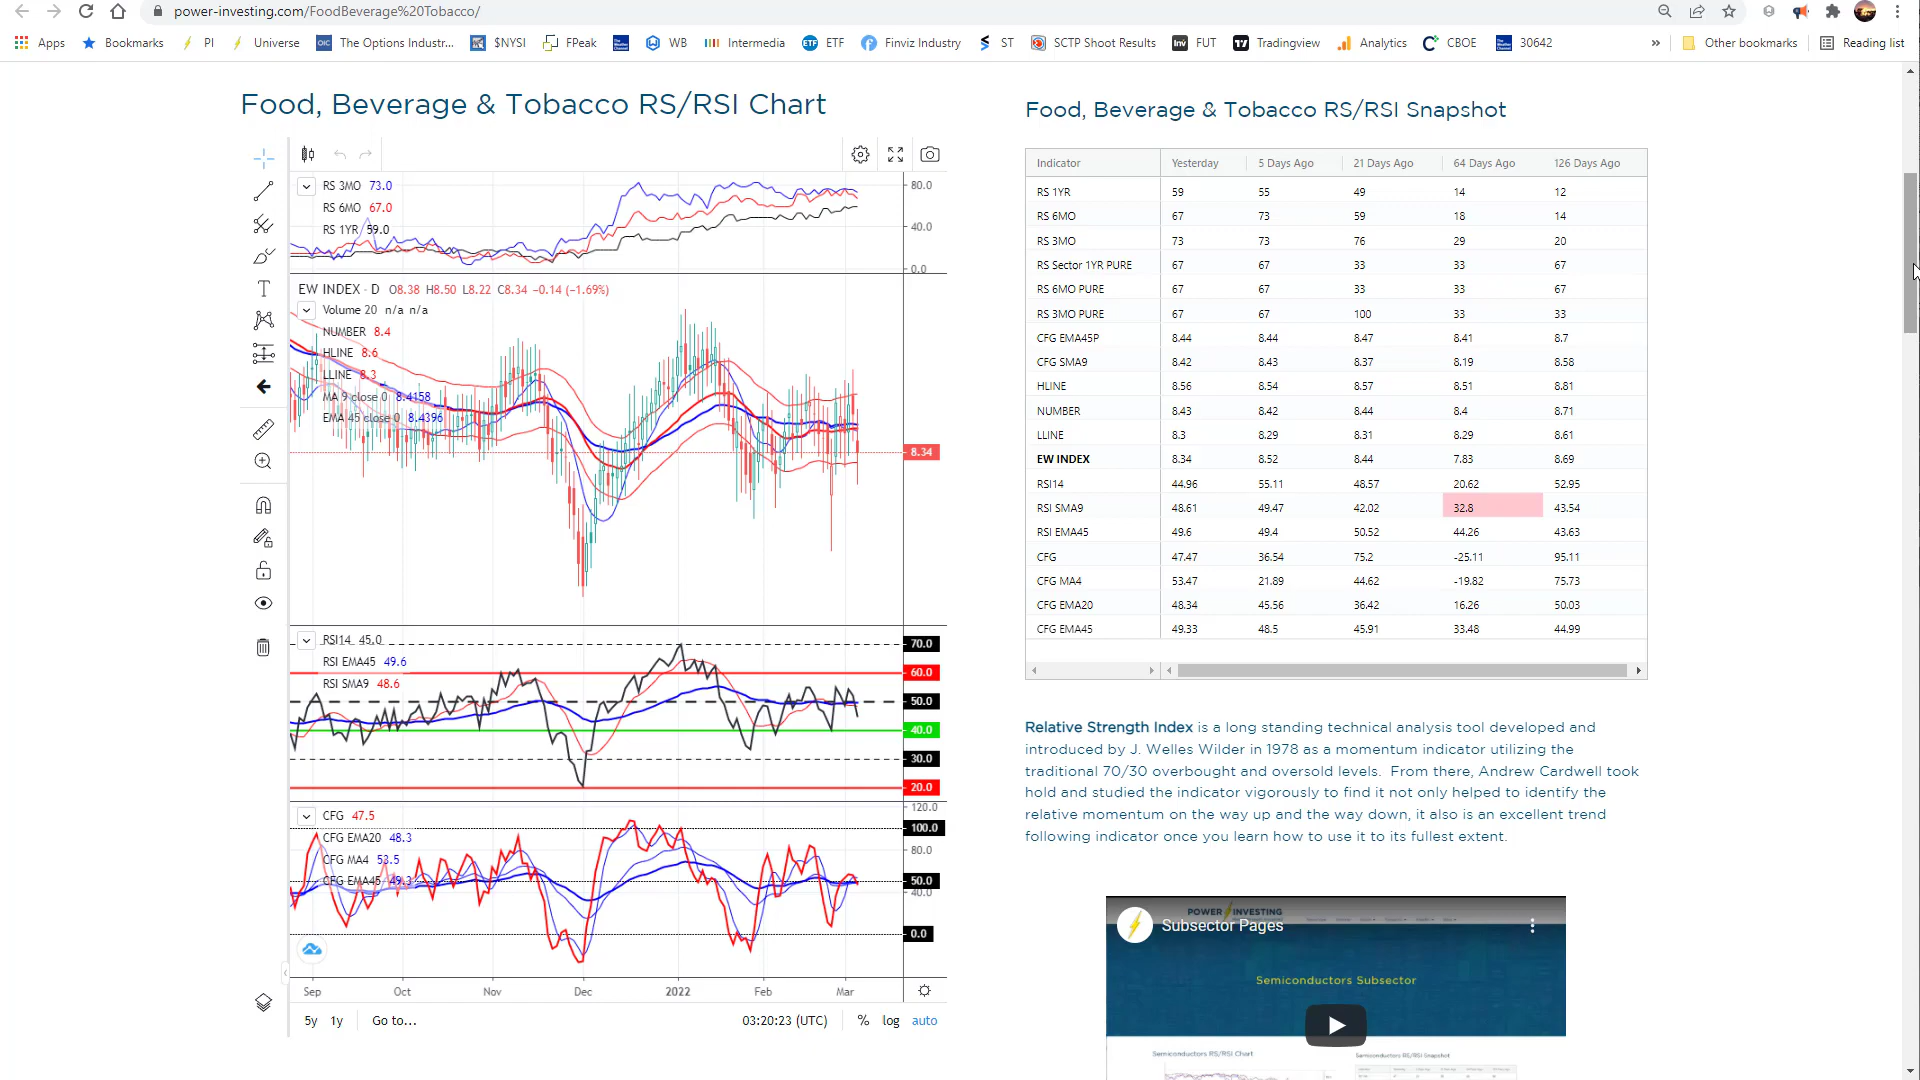 power-investing.com/FoodBeverage%20Tobacco/
Apps Bookmarks PI Universe OIC The Options Industr... $NYSI FPeak WB Intermedia ETF ETF Finviz Industry ST SCTP Shoot Results Inv FUT Tradingview Analytics CBOE 30642 » Other bookmarks Reading list
Food, Beverage & Tobacco RS/RSI Chart
RS 3MO 73.0
RS 6MO 67.0
RS 1YR 59.0
80.0
40.0
0.0
EW INDEX · D O8.38 H8.50 L8.22 C8.34 −0.14 (−1.69%)
Volume 20 n/a n/a
NUMBER 8.4
HLINE 8.6
LLINE 8.3
MA 9 close 0 8.4158
EMA 45 close 0 8.4396
8.34
RSI14 45.0
RSI EMA45 49.6
RSI SMA9 48.6
70.0
60.0
50.0
40.0
30.0
20.0
CFG 47.5
CFG EMA20 48.3
CFG MA4 53.5
CFG EMA45 49.3
120.0
100.0
80.0
50.0
40.0
0.0
Sep Oct Nov Dec 2022 Feb Mar
5y 1y Go to... 03:20:23 (UTC) % log auto
Food, Beverage & Tobacco RS/RSI Snapshot
Indicator Yesterday 5 Days Ago 21 Days Ago 64 Days Ago 126 Days Ago
RS 1YR 59 55 49 14 12
RS 6MO 67 73 59 18 14
RS 3MO 73 73 76 29 20
RS Sector 1YR PURE 67 67 33 33 67
RS 6MO PURE 67 67 33 33 67
RS 3MO PURE 67 67 100 33 33
CFG EMA45P 8.44 8.44 8.47 8.41 8.7
CFG SMA9 8.42 8.43 8.37 8.19 8.58
HLINE 8.56 8.54 8.57 8.51 8.81
NUMBER 8.43 8.42 8.44 8.4 8.71
LLINE 8.3 8.29 8.31 8.29 8.61
EW INDEX 8.34 8.52 8.44 7.83 8.69
RSI14 44.96 55.11 48.57 20.62 52.95
RSI SMA9 48.61 49.47 42.02 32.8 43.54
RSI EMA45 49.6 49.4 50.52 44.26 43.63
CFG 47.47 36.54 75.2 -25.11 95.11
CFG MA4 53.47 21.89 44.62 -19.82 75.73
CFG EMA20 48.34 45.56 36.42 16.26 50.03
CFG EMA45 49.33 48.5 45.91 33.48 44.99
Relative Strength Index is a long standing technical analysis tool developed and
introduced by J. Welles Wilder in 1978 as a momentum indicator utilizing the
traditional 70/30 overbought and oversold levels. From there, Andrew Cardwell took
hold and studied the indicator vigorously to find it not only helped to identify the
relative momentum on the way up and the way down, it also is an excellent trend
following indicator once you learn how to use it to its fullest extent.
POWER INVESTING
Subsector Pages
Semiconductors Subsector
Semiconductors RS/RSI Chart
Semiconductors RS/RSI Snapshot